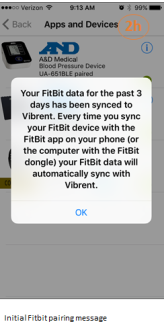 Verizon 9:13 AM 99%
Back Apps and Devices 2h
AND
A&D Medical
Blood Pressure Device
UA-651BLE paired
Your FitBit data for the past 3
days has been synced to
Vibrent. Every time you sync
your FitBit device with the
FitBit app on your phone (or
the computer with the FitBit
dongle) your FitBit data will
automatically sync with
Vibrent.
OK
Initial Fitbit pairing message